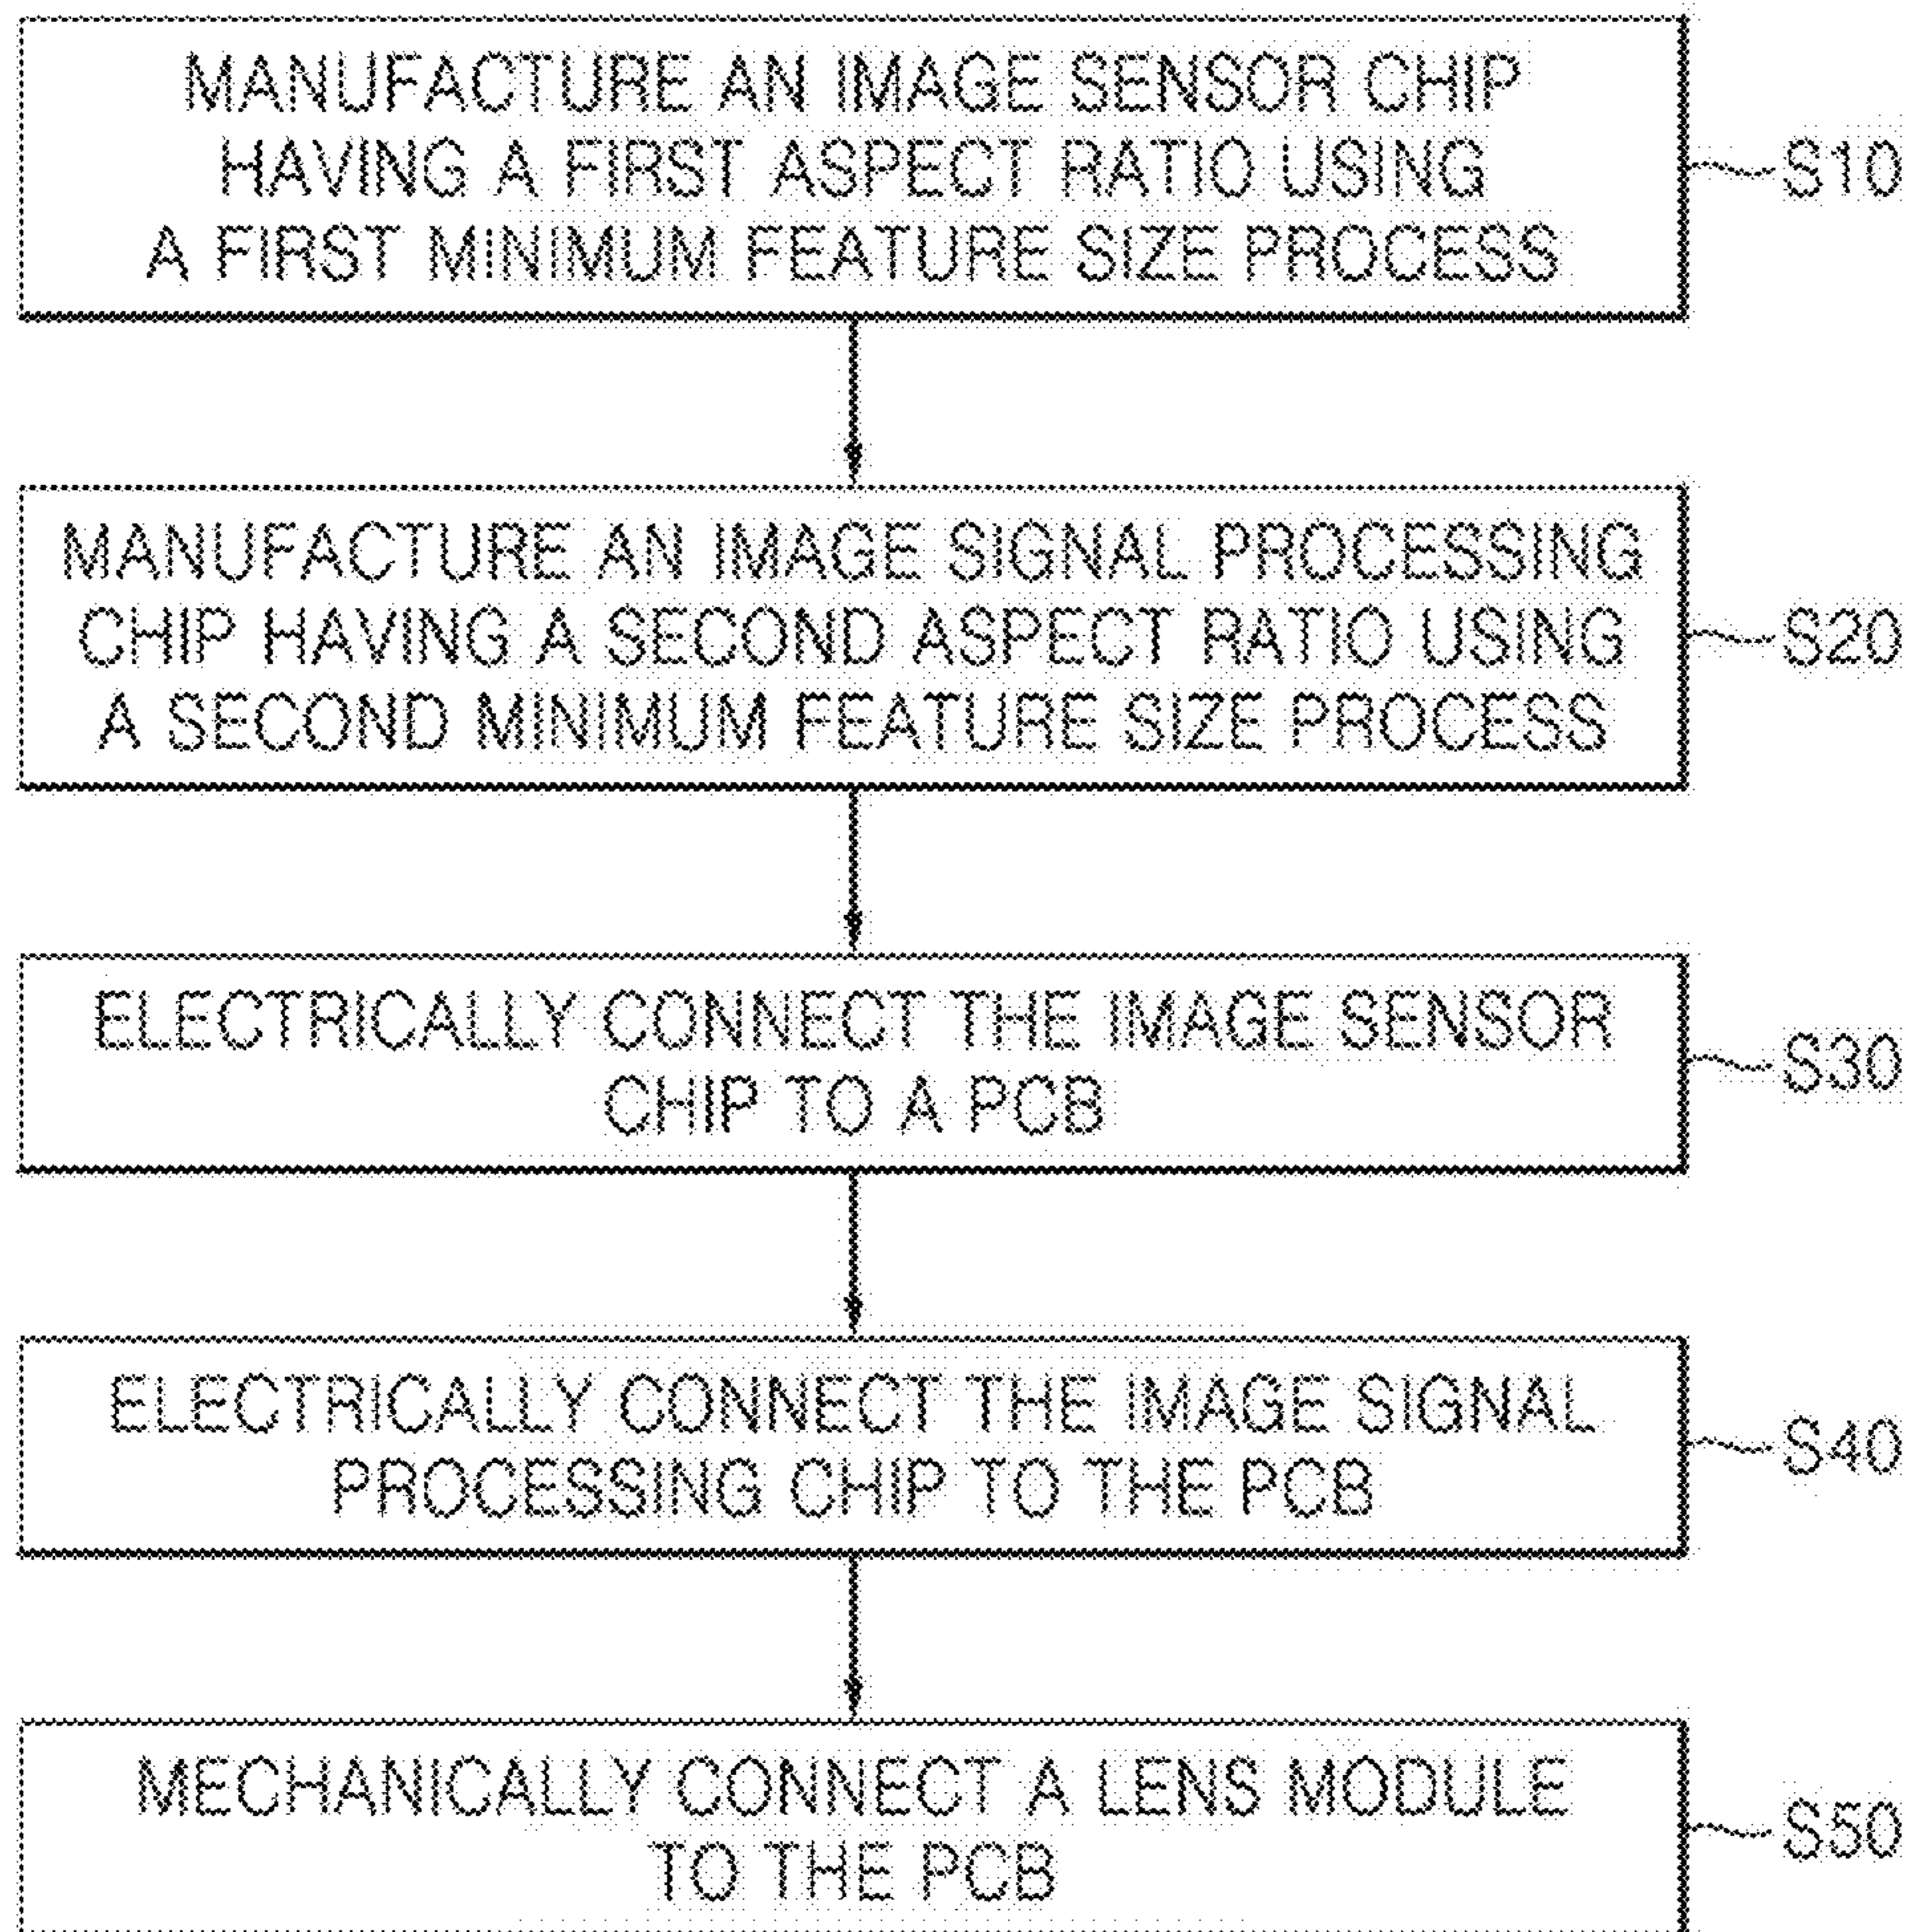 MANUFACTURE AN IMAGE SENSOR CHIP
HAVING A FIRST ASPECT RATIO USING
A FIRST MINIMUM FEATURE SIZE PROCESS
S10
MANUFACTURE AN IMAGE SIGNAL PROCESSING
CHIP HAVING A SECOND ASPECT RATIO USING
A SECOND MINIMUM FEATURE SIZE PROCESS
S20
ELECTRICALLY CONNECT THE IMAGE SENSOR
CHIP TO A PCB
S30
ELECTRICALLY CONNECT THE IMAGE SIGNAL
PROCESSING CHIP TO THE PCB
S40
MECHANICALLY CONNECT A LENS MODULE
TO THE PCB
S50